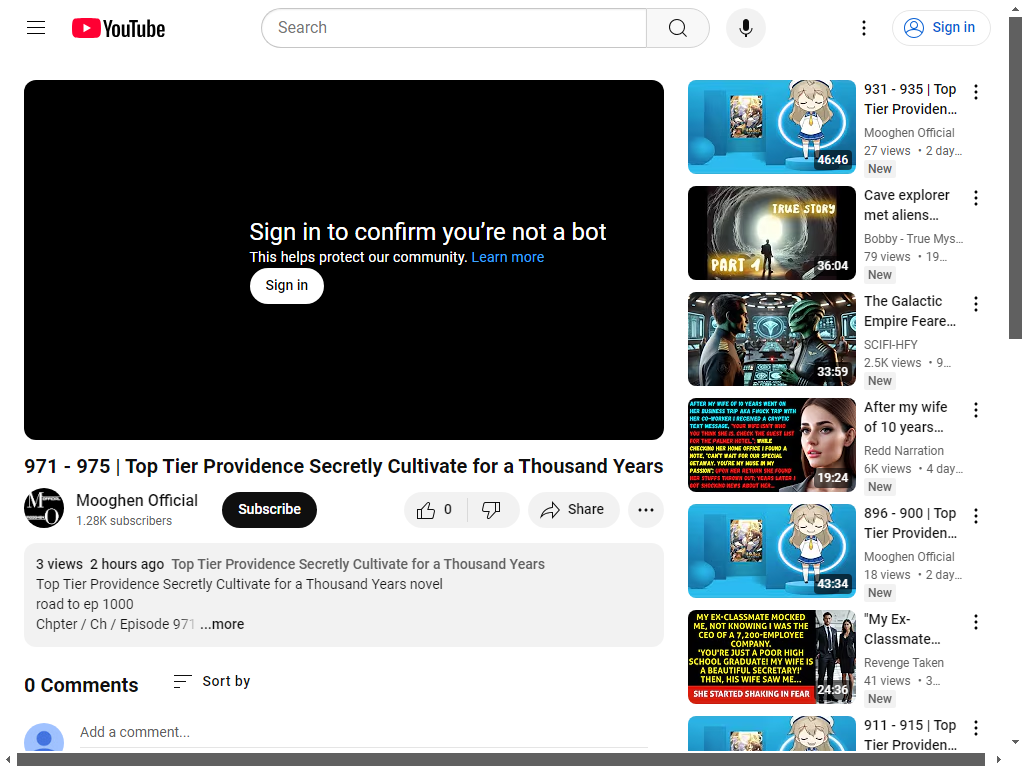 YouTube
Search
Sign in
Sign in to confirm you're not a bot
This helps protect our community. Learn more
Sign in
971 - 975 | Top Tier Providence Secretly Cultivate for a Thousand Years
Mooghen Official
1.28K subscribers
Subscribe
0
Share
3 views 2 hours ago Top Tier Providence Secretly Cultivate for a Thousand Years
Top Tier Providence Secretly Cultivate for a Thousand Years novel
road to ep 1000
Chpter / Ch / Episode 971 ...more
0 Comments
Sort by
Add a comment...
46:46
931 - 935 | Top
Tier Providen...
Mooghen Official
27 views • 2 day...
New
TRUE STORY
PART 1
36:04
Cave explorer
met aliens...
Bobby - True Mys...
79 views • 19...
New
33:59
The Galactic
Empire Feare...
SCIFI-HFY
2.5K views • 9...
New
AFTER MY WIFE OF 10 YEARS WENT ON
HER BUSINESS TRIP AKA F*UCK TRIP WITH
HER CO-WORKER I RECEIVED A CRYPTIC
TEXT MESSAGE, "YOUR WIFE ISN'T WHO
YOU THINK SHE IS. CHECK THE GUEST LIST
FOR THE PALMER HOTEL,". WHILE
CHECKING HER HOME OFFICE I FOUND A
NOTE, "CAN'T WAIT FOR OUR SPECIAL
GETAWAY. YOU'RE MY MUSE IN MY
PASSION". UPON HER RETURN SHE FOUND
HER STUFFS THROWN OUT; YEARS LATER I
GOT SHOCKING NEWS ABOUT HER...
19:24
After my wife
of 10 years...
Redd Narration
6K views • 4 day...
New
43:34
896 - 900 | Top
Tier Providen...
Mooghen Official
18 views • 2 day...
New
MY EX-CLASSMATE MOCKED
ME, NOT KNOWING I WAS THE
CEO OF A 7,200-EMPLOYEE
COMPANY.
'YOU'RE JUST A POOR HIGH
SCHOOL GRADUATE! MY WIFE IS
A BEAUTIFUL SECRETARY!'
THEN, HIS WIFE SAW ME...
SHE STARTED SHAKING IN FEAR
24:36
"My Ex-
Classmate...
Revenge Taken
41 views • 3...
New
911 - 915 | Top
Tier Providen...